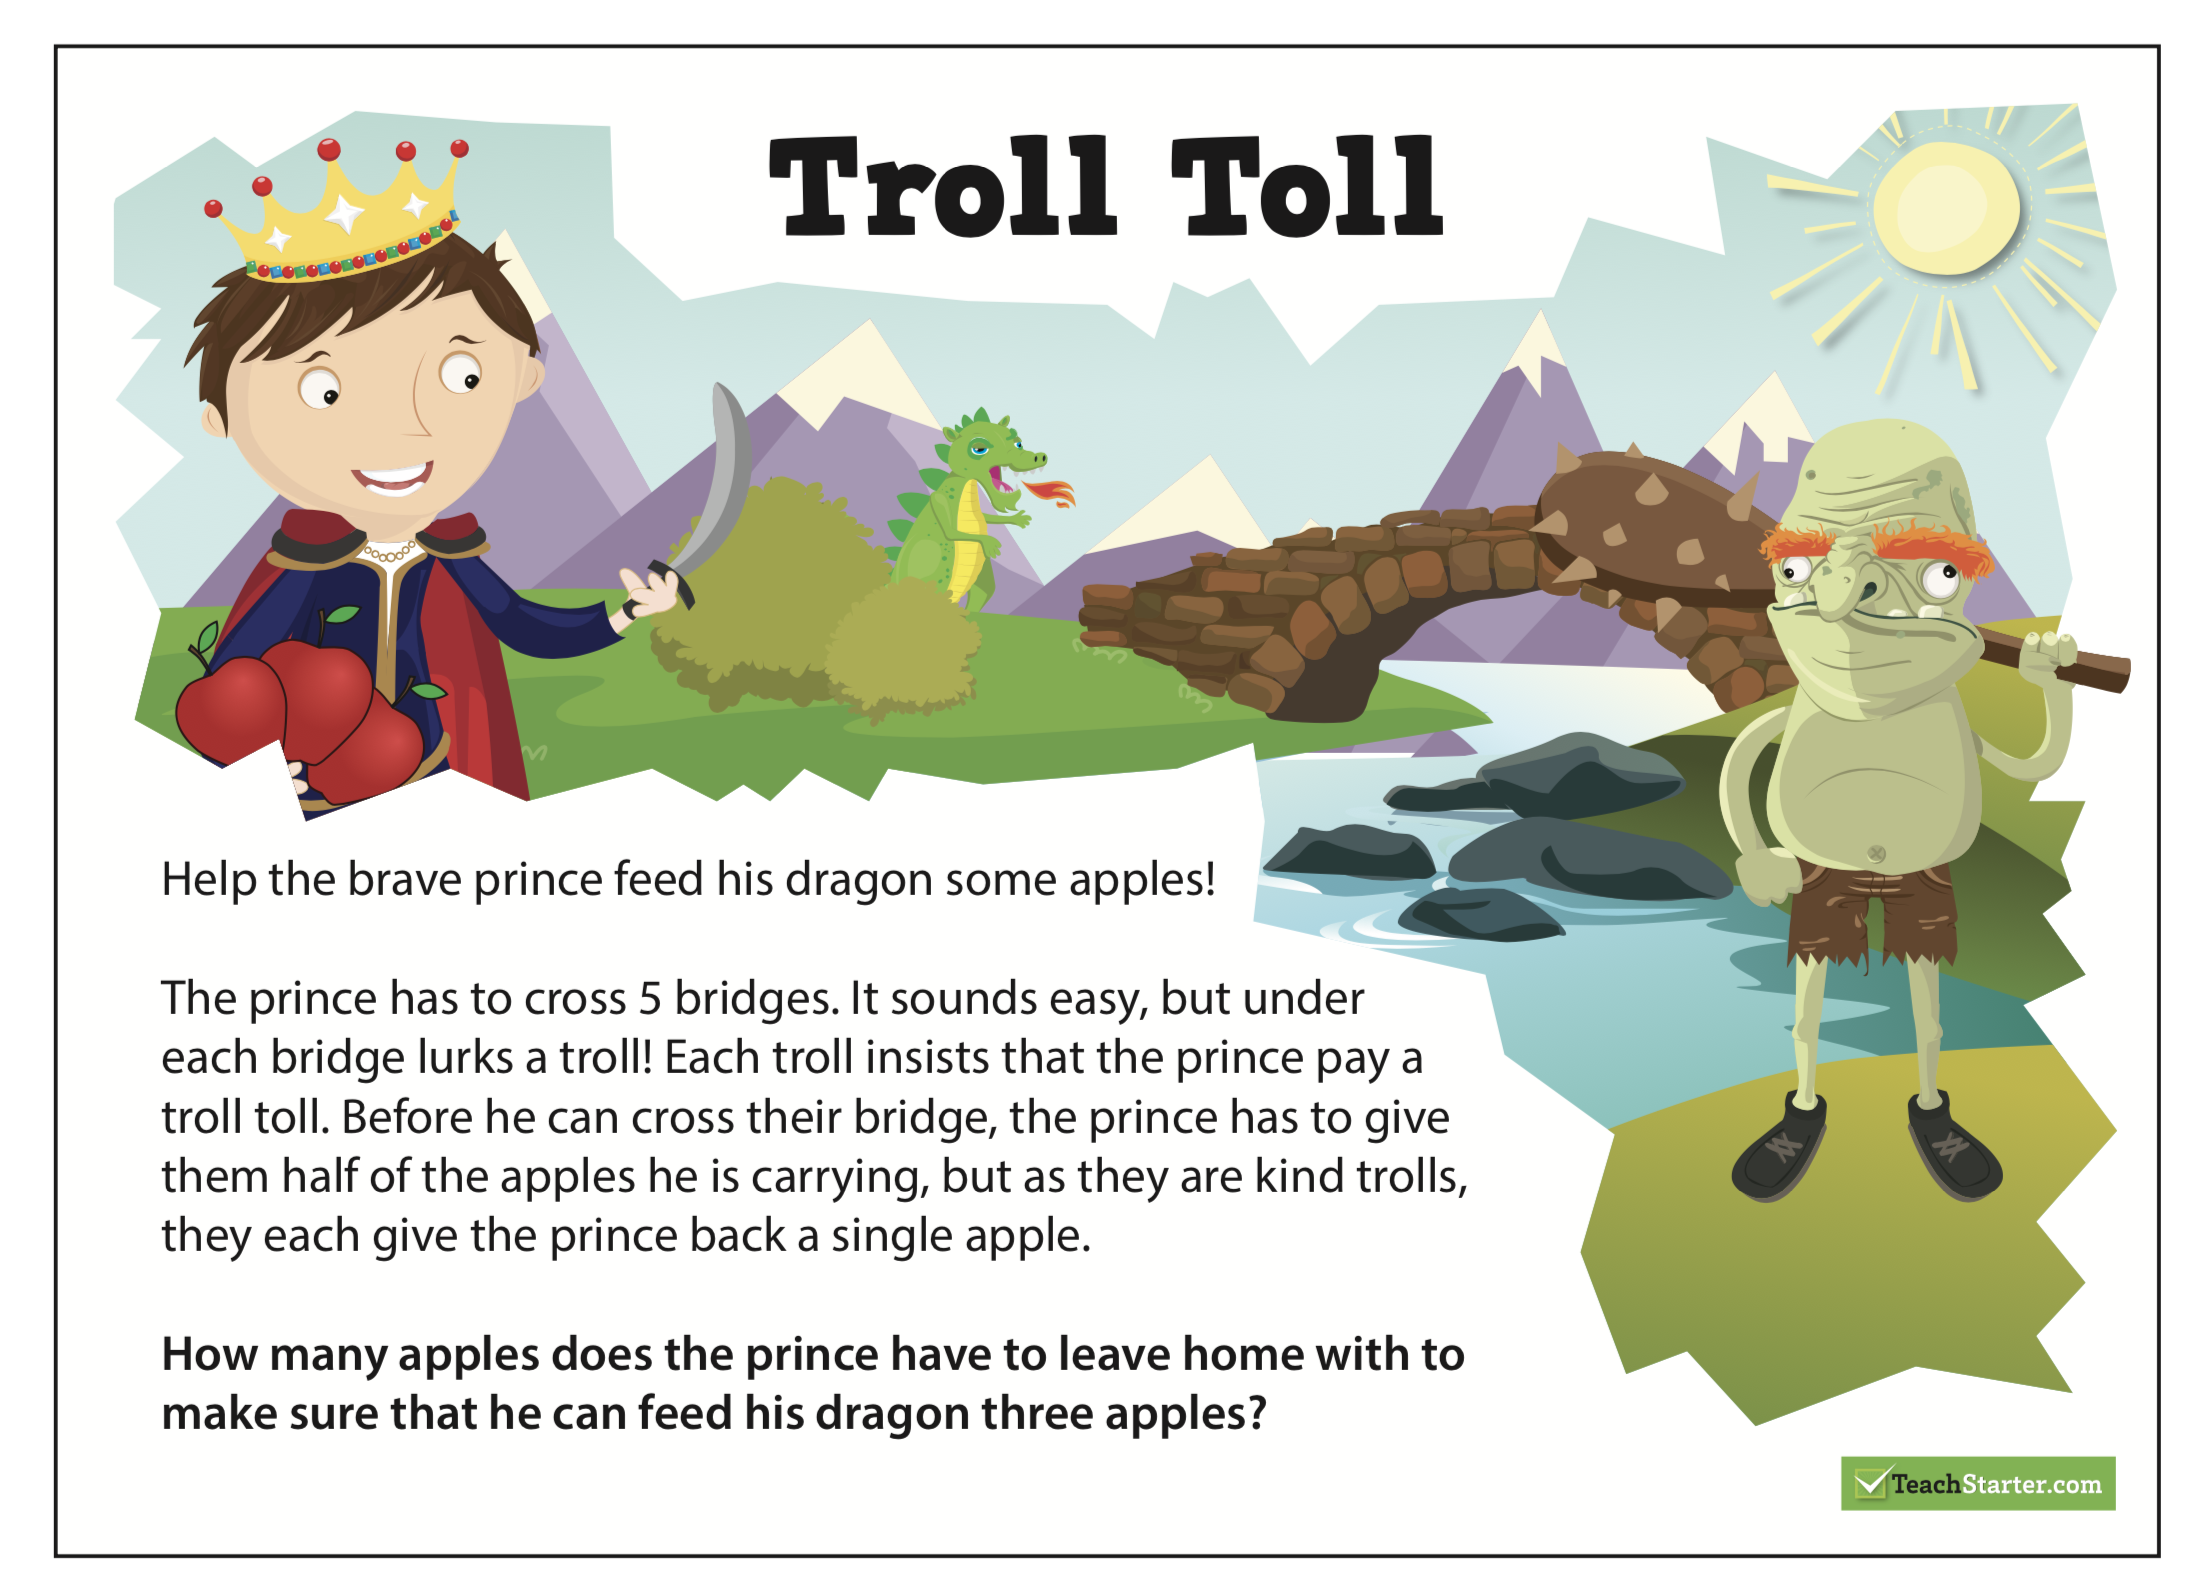 Troll Toll
Help the brave prince feed his dragon some apples!
The prince has to cross 5 bridges. It sounds easy, but under
each bridge lurks a troll! Each troll insists that the prince pay a
troll toll. Before he can cross their bridge, the prince has to give
them half of the apples he is carrying, but as they are kind trolls,
they each give the prince back a single apple.
How many apples does the prince have to leave home with to
make sure that he can feed his dragon three apples?
TeachStarter.com